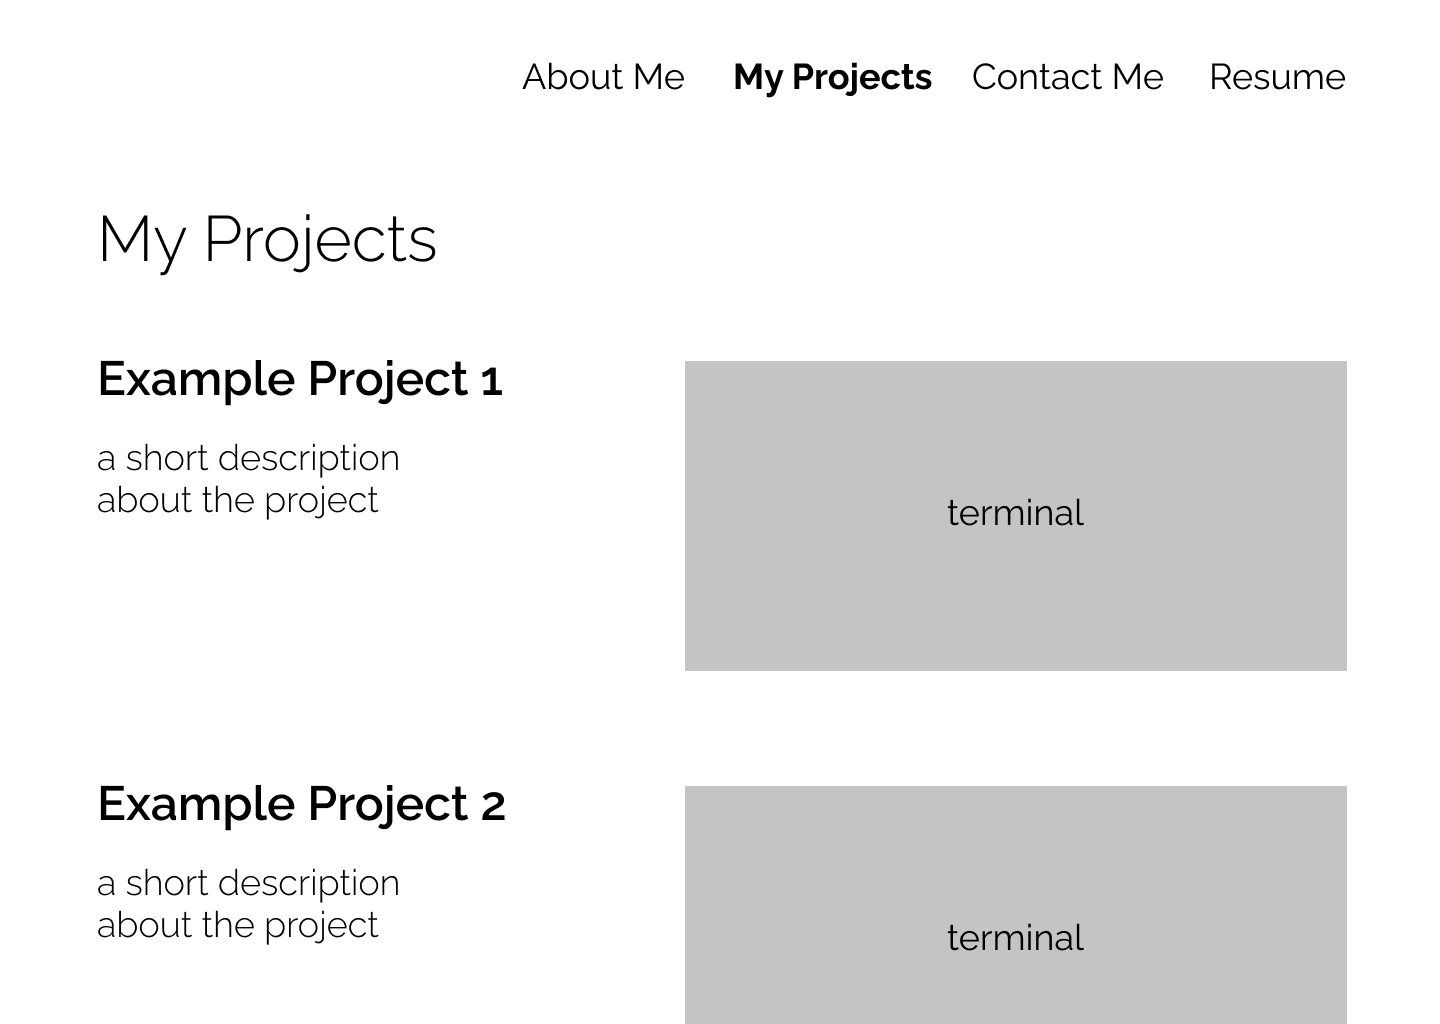 About Me My Projects Contact Me Resume
My Projects
Example Project 1
a short description
about the project
terminal
Example Project 2
a short description
about the project
terminal